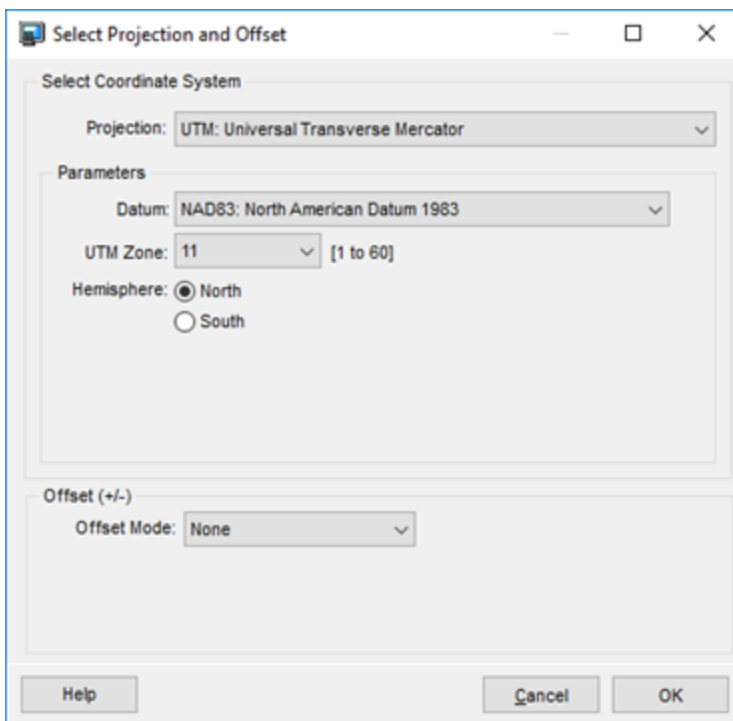 Select Projection and Offset
Select Coordinate System
Projection: UTM: Universal Transverse Mercator
Parameters
Datum: NAD83: North American Datum 1983
UTM Zone: 11 [1 to 60]
Hemisphere: North
South
Offset (+/-)
Offset Mode: None
Help Cancel OK